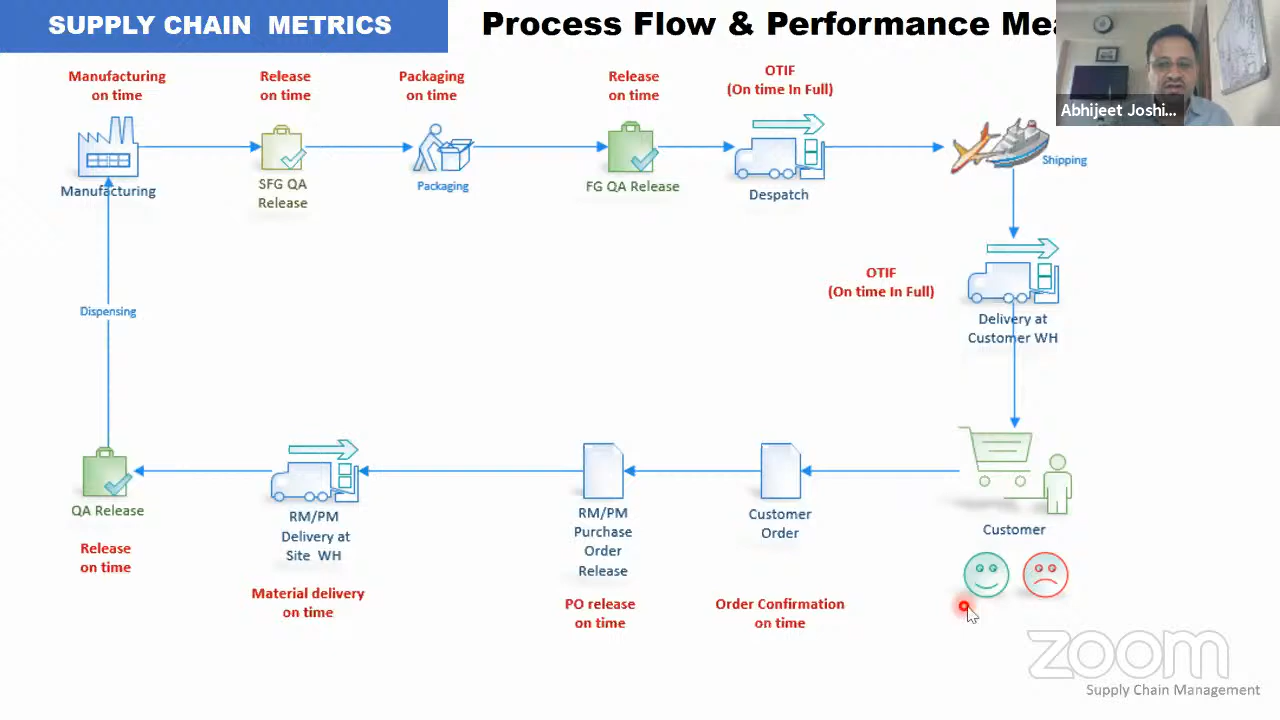 SUPPLY CHAIN METRICS
Process Flow & Performance Mea
Abhijeet Joshi...
Manufacturing
on time
Release
on time
Packaging
on time
Release
on time
OTIF
(On time In Full)
Manufacturing
SFG QA
Release
Packaging
FG QA Release
Despatch
Shipping
OTIF
(On time In Full)
Delivery at
Customer WH
Dispensing
QA Release
Release
on time
RM/PM
Delivery at
Site WH
Material delivery
on time
RM/PM
Purchase
Order
Release
PO release
on time
Customer
Order
Order Confirmation
on time
Customer
zoom
Supply Chain Management